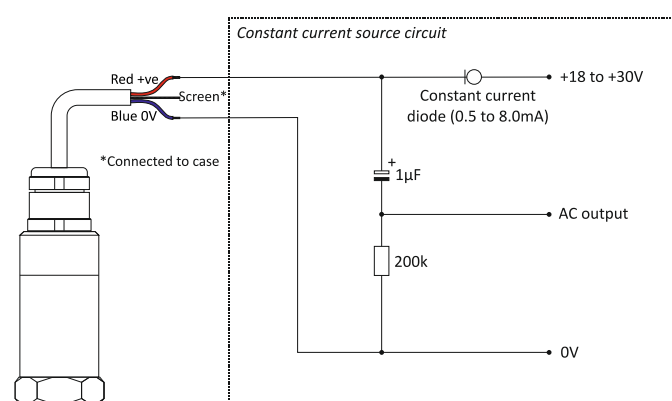 Constant current source circuit
Red +ve
Screen*
Blue 0V
*Connected to case
+18 to +30V
Constant current
diode (0.5 to 8.0mA)
+
1µF
AC output
200k
0V